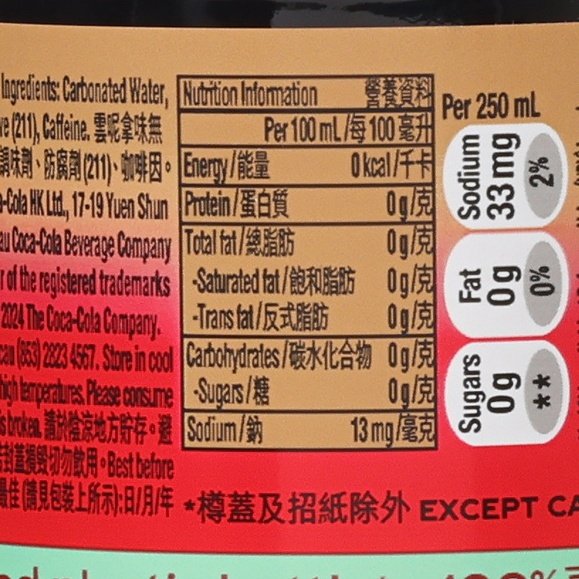 Ingredients: Carbonated Water,
(211), Caffeine. 雲呢拿味無
調味劑、防腐劑(211)、咖啡因。
-Cola HK Ltd., 17-19 Yuen Shun
Coca-Cola Beverage Company
of the registered trademarks
2024 The Coca-Cola Company.
(853) 2823 4567. Store in cool
high temperatures. Please consume
is broken. 請於陰涼地方貯存。避
封蓋損毀切勿飲用。Best before
最佳(請見包裝上所示):日/月/年
Nutrition Information 營養資料
Per 100 mL/每100毫升
Energy/能量 0 kcal/千卡
Protein/蛋白質 0 g/克
Total fat/總脂肪 0 g/克
-Saturated fat/飽和脂肪 0 g/克
-Trans fat/反式脂肪 0 g/克
Carbohydrates/碳水化合物 0 g/克
-Sugars/糖 0 g/克
Sodium/鈉 13 mg/毫克
Per 250 mL
Sodium
33 mg
2%
Fat
0g
0%
Sugars
0g
**
*樽蓋及招紙除外 EXCEPT CA